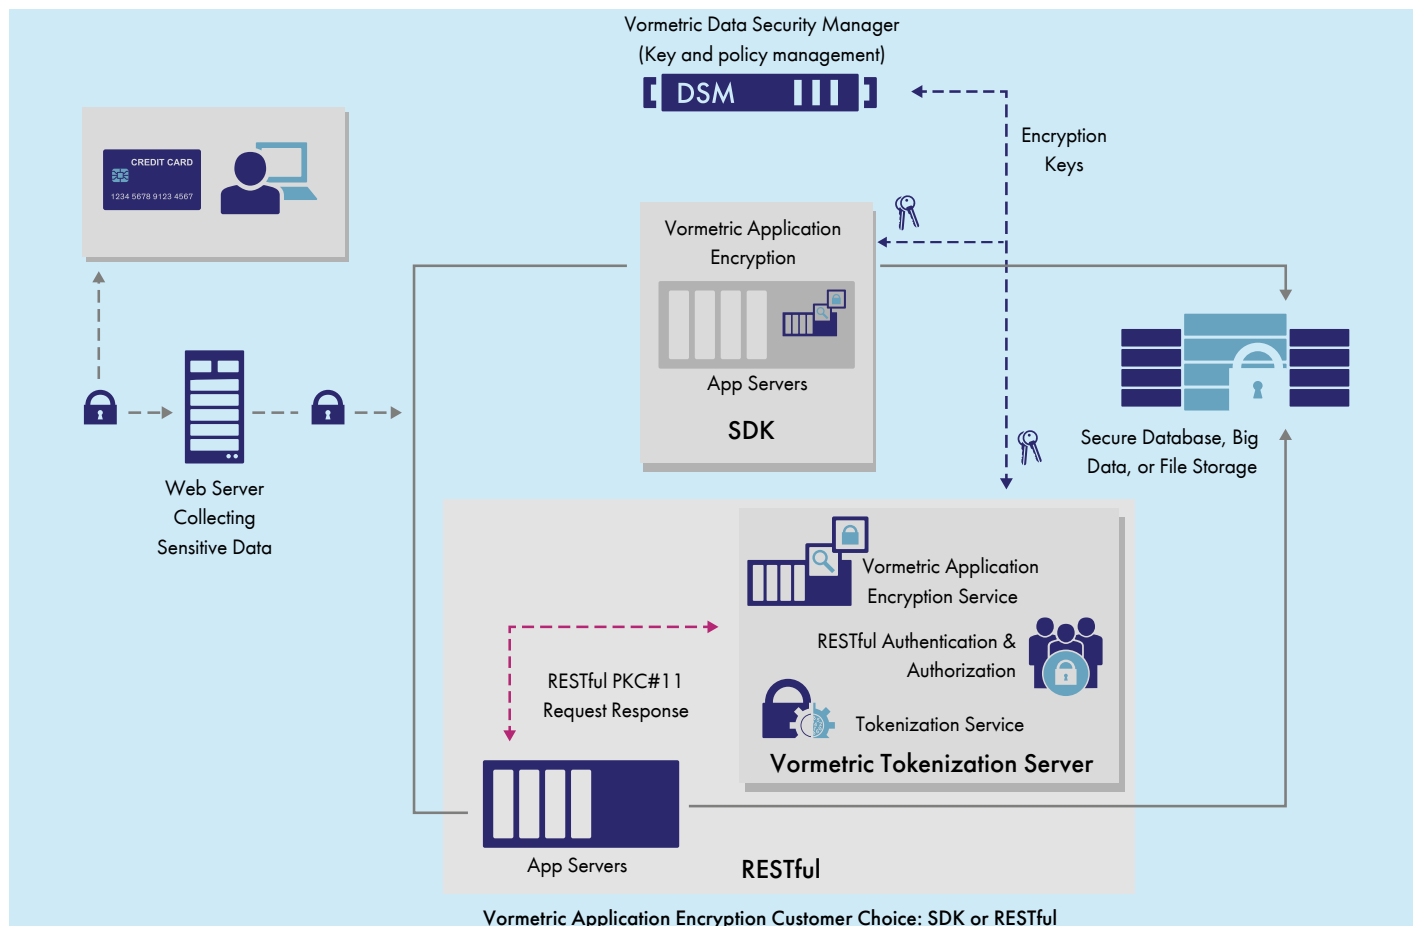 Vormetric Data Security Manager
(Key and policy management)
DSM
Encryption
Keys
CREDIT CARD
1234 5678 9123 4567
Vormetric Application
Encryption
App Servers
SDK
Web Server
Collecting
Sensitive Data
Secure Database, Big
Data, or File Storage
Vormetric Application
Encryption Service
RESTful Authentication &
Authorization
Tokenization Service
Vormetric Tokenization Server
RESTful PKC#11
Request Response
App Servers
RESTful
Vormetric Application Encryption Customer Choice: SDK or RESTful